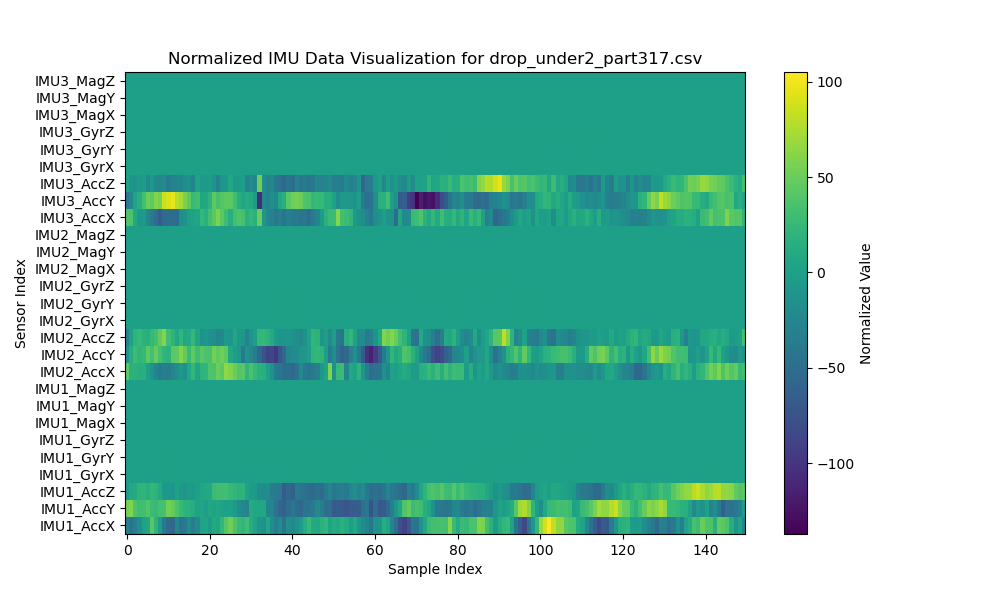 Normalized IMU Data Visualization for drop_under2_part317.csv
IMU3_MagZ
IMU3_MagY
IMU3_MagX
IMU3_GyrZ
IMU3_GyrY
IMU3_GyrX
IMU3_AccZ
IMU3_AccY
IMU3_AccX
IMU2_MagZ
IMU2_MagY
IMU2_MagX
IMU2_GyrZ
IMU2_GyrY
IMU2_GyrX
IMU2_AccZ
IMU2_AccY
IMU2_AccX
IMU1_MagZ
IMU1_MagY
IMU1_MagX
IMU1_GyrZ
IMU1_GyrY
IMU1_GyrX
IMU1_AccZ
IMU1_AccY
IMU1_AccX
Sensor Index
0 20 40 60 80 100 120 140
Sample Index
100
50
0
−50
−100
Normalized Value